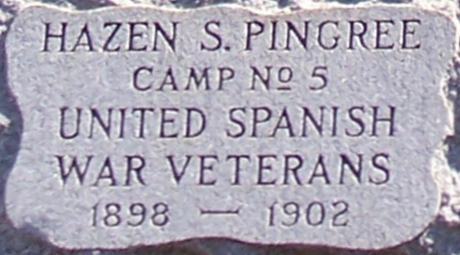 HAZEN S. PINGREE
CAMP Nº 5
UNITED SPANISH
WAR VETERANS
1898 — 1902